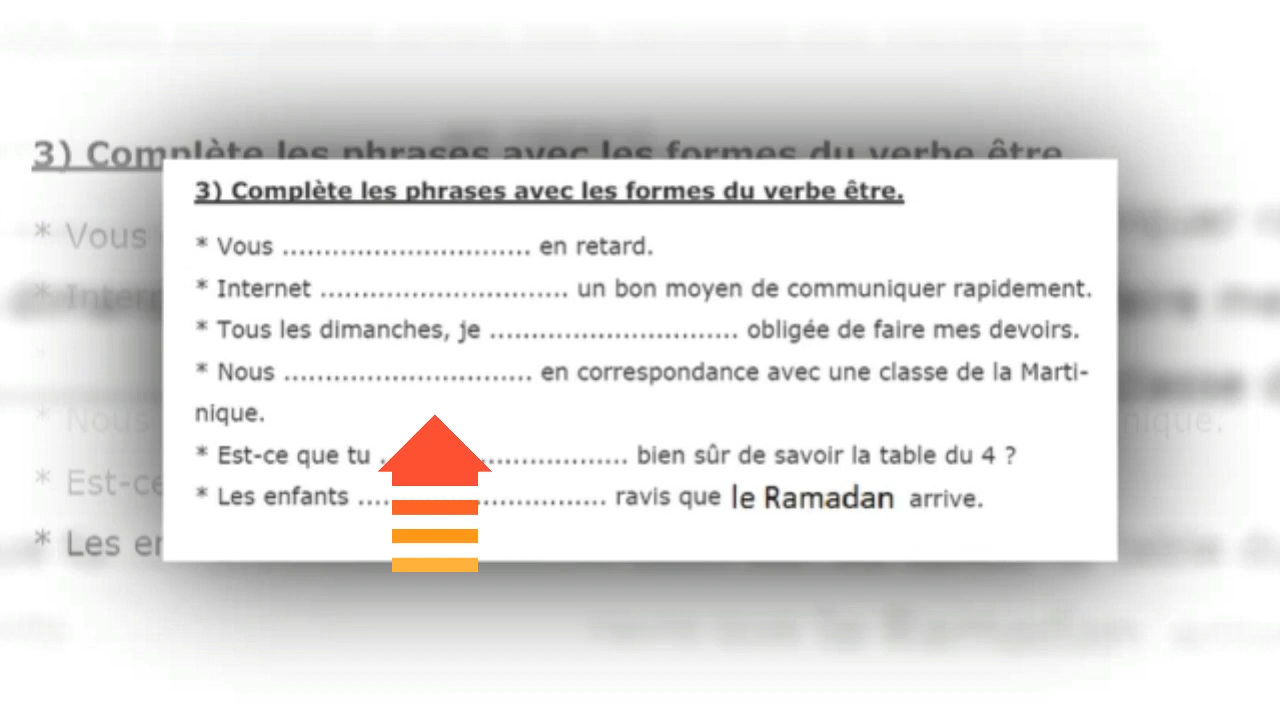 3) Complète les phrases avec les formes du verbe être.
* Vous .............................. en retard.
* Internet .............................. un bon moyen de communiquer rapidement.
* Tous les dimanches, je .............................. obligée de faire mes devoirs.
* Nous .............................. en correspondance avec une classe de la Marti-
nique.
* Est-ce que tu .............................. bien sûr de savoir la table du 4 ?
* Les enfants .............................. ravis que le Ramadan arrive.